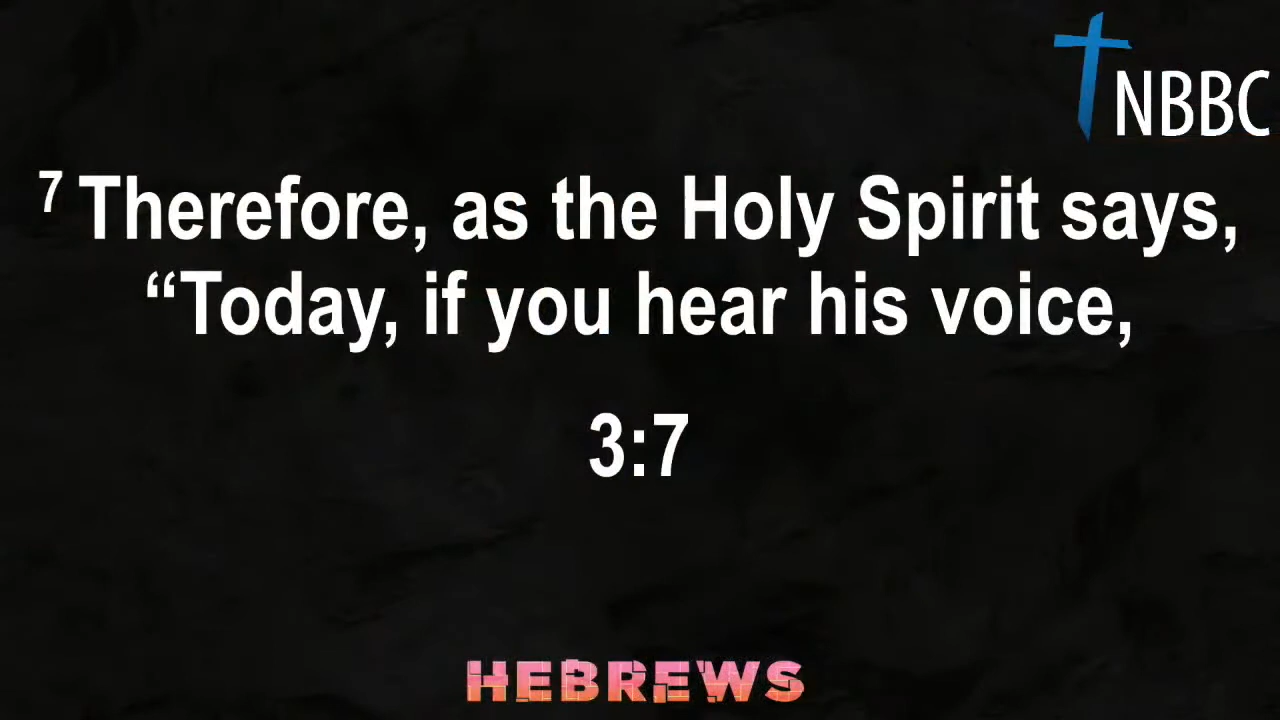 NBBC
7 Therefore, as the Holy Spirit says,
“Today, if you hear his voice,
3:7
HEBREWS